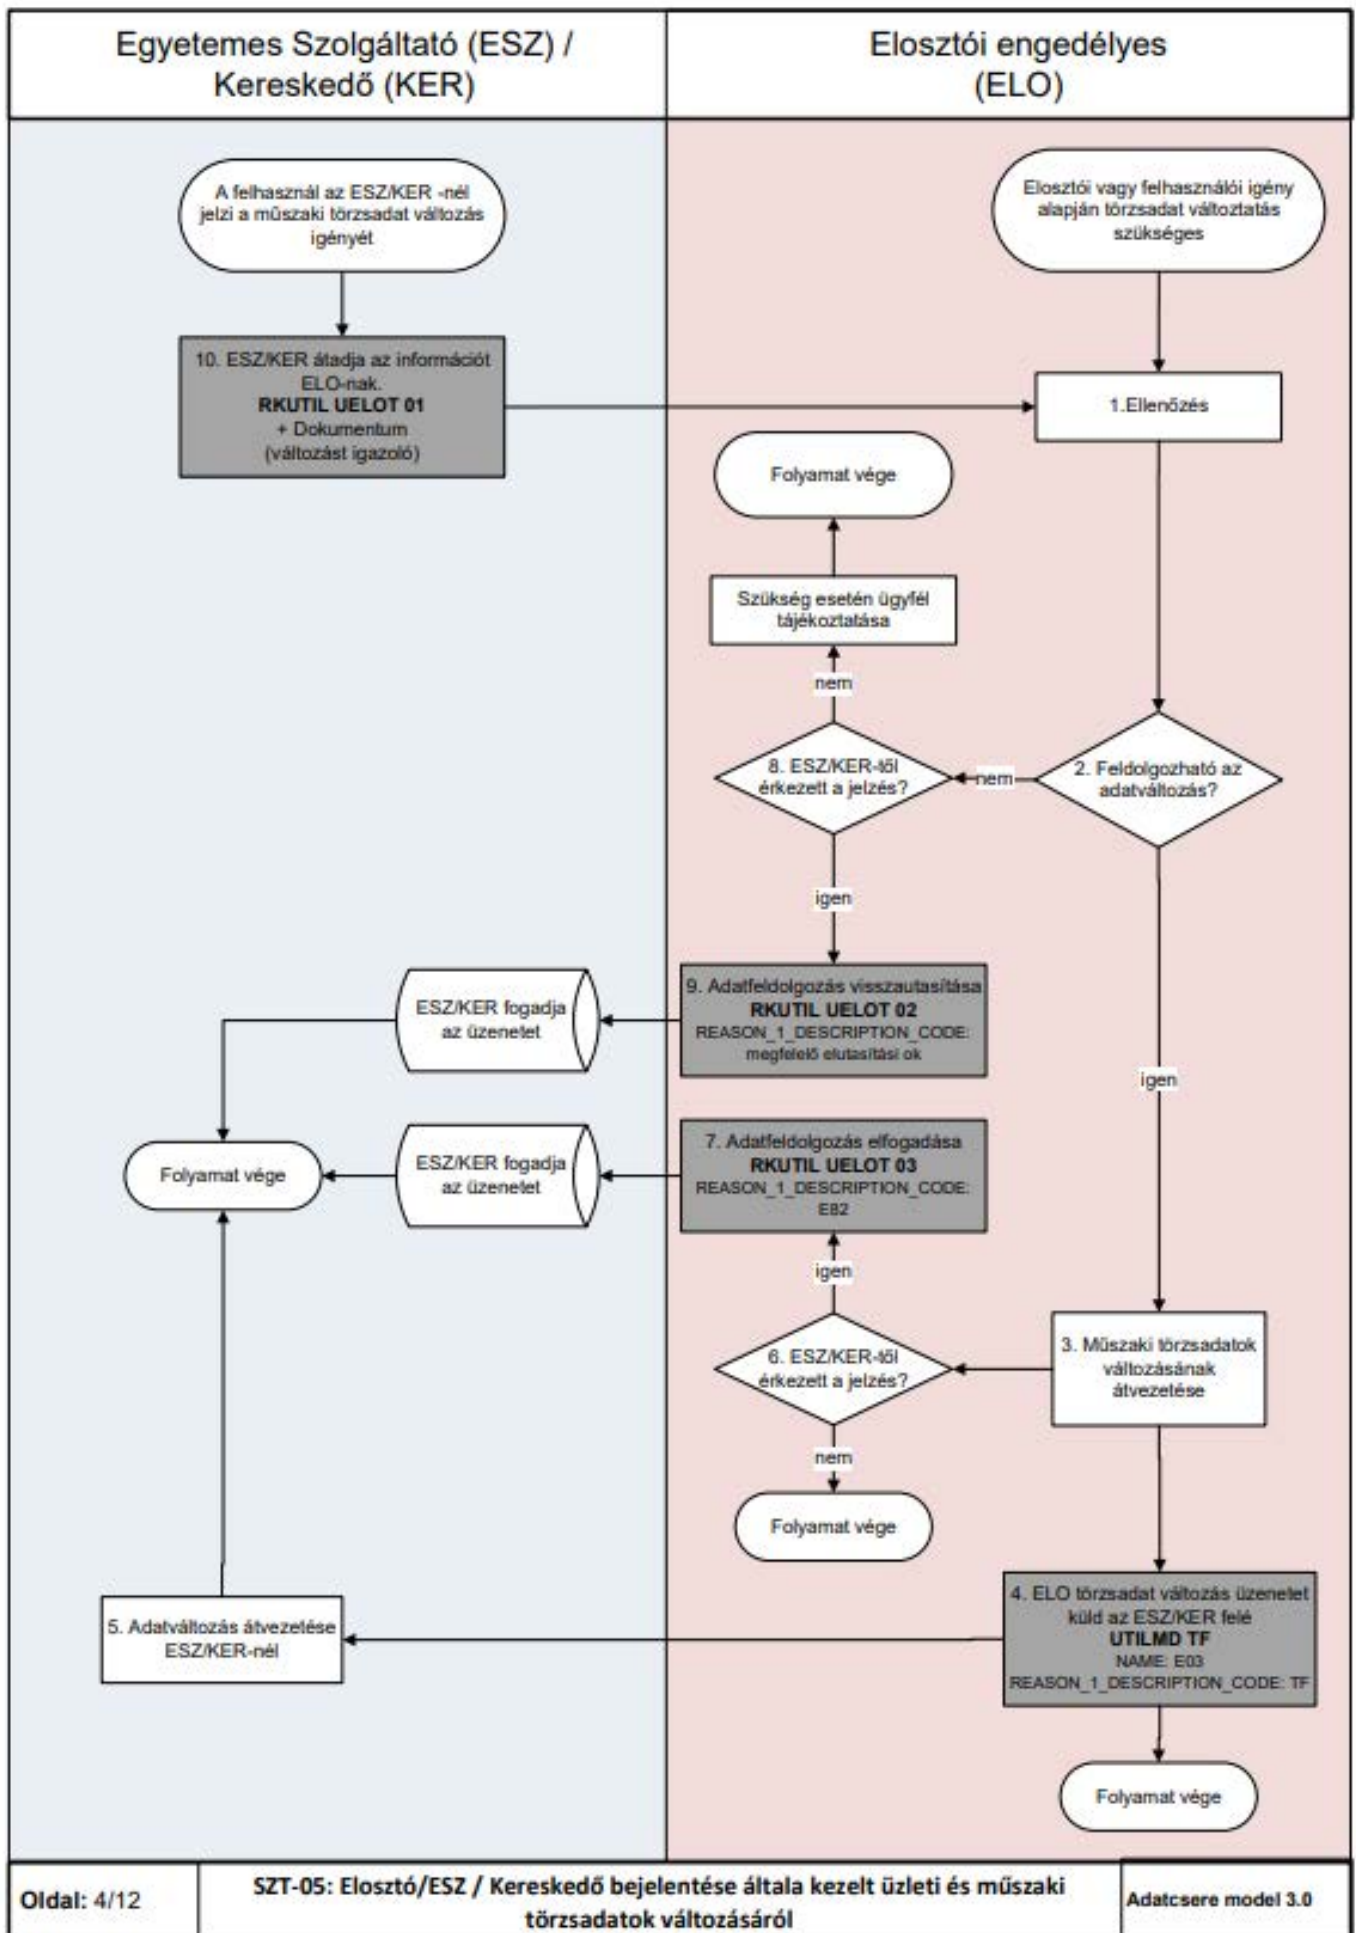 Egyetemes Szolgáltató (ESZ) /
Kereskedő (KER)
Elosztói engedélyes
(ELO)
A felhasznál az ESZ/KER -nél
jelzi a műszaki törzsadat változás
igényét
Elosztói vagy felhasználói igény
alapján törzsadat változtatás
szükséges
10. ESZ/KER átadja az információt
ELO-nak.
RKUTIL UELOT 01
+ Dokumentum
(változást igazoló)
1.Ellenőzés
Folyamat vége
Szükség esetén ügyfél
tájékoztatása
nem
8. ESZ/KER-től
érkezett a jelzés?
nem
2. Feldolgozható az
adatváltozás?
igen
ESZ/KER fogadja
az üzenetet
9. Adatfeldolgozás visszautasítása
RKUTIL UELOT 02
REASON_1_DESCRIPTION_CODE:
megfelelő elutasítási ok
igen
Folyamat vége
ESZ/KER fogadja
az üzenetet
7. Adatfeldolgozás elfogadása
RKUTIL UELOT 03
REASON_1_DESCRIPTION_CODE:
E82
igen
6. ESZ/KER-től
érkezett a jelzés?
3. Műszaki törzsadatok
változásának
átvezetése
nem
Folyamat vége
5. Adatváltozás átvezetése
ESZ/KER-nél
4. ELO törzsadat változás üzenetet
küld az ESZ/KER felé
UTILMD TF
NAME: E03
REASON_1_DESCRIPTION_CODE: TF
Folyamat vége
Oldal: 4/12
SZT-05: Elosztó/ESZ / Kereskedő bejelentése általa kezelt üzleti és műszaki
törzsadatok változásáról
Adatcsere model 3.0